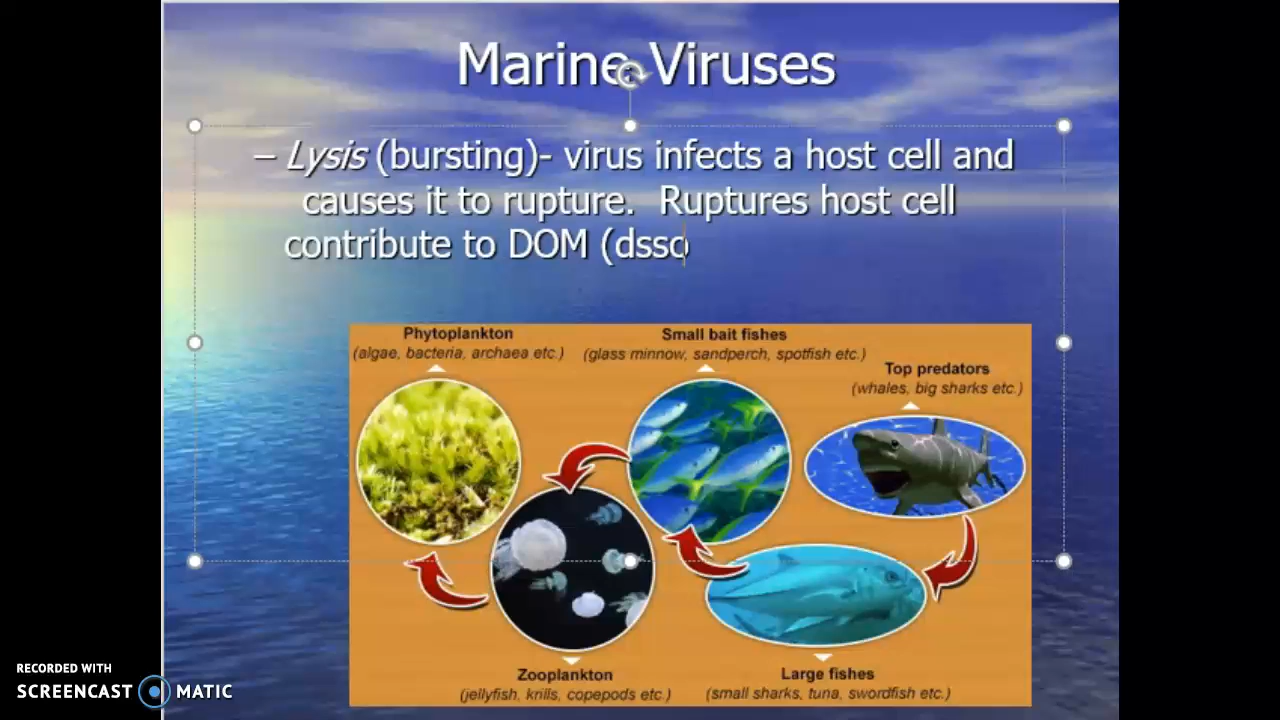 Marine Viruses
– Lysis (bursting)- virus infects a host cell and
causes it to rupture.  Ruptures host cell
contribute to DOM (dsso
Phytoplankton
(algae, bacteria, archaea etc.)
Small bait fishes
(glass minnow, sandperch, spotfish etc.)
Top predators
(whales, big sharks etc.)
Zooplankton
(jellyfish, krills, copepods etc.)
Large fishes
(small sharks, tuna, swordfish etc.)
RECORDED WITH
SCREENCAST MATIC